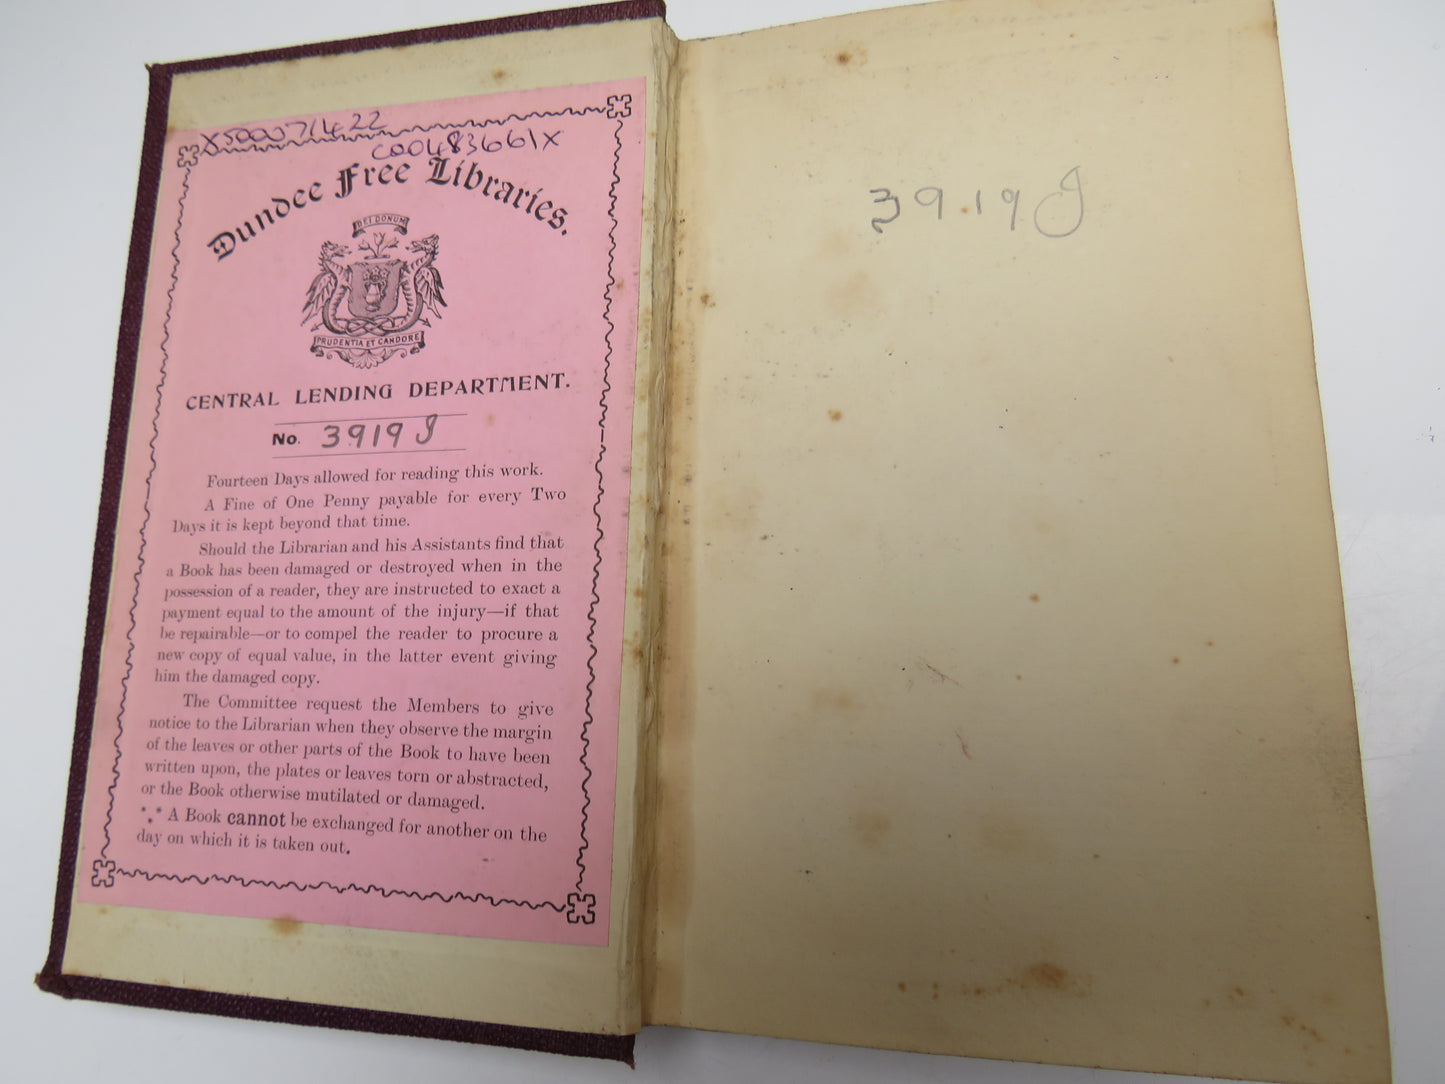 X500071422
C00483661X
Dundee Free Libraries.
DEI DONUM
PRUDENTIA ET CANDORE
CENTRAL LENDING DEPARTMENT.
No. 3919 J
Fourteen Days allowed for reading this work.
A Fine of One Penny payable for every Two
Days it is kept beyond that time.
Should the Librarian and his Assistants find that
a Book has been damaged or destroyed when in the
possession of a reader, they are instructed to exact a
payment equal to the amount of the injury—if that
be repairable—or to compel the reader to procure a
new copy of equal value, in the latter event giving
him the damaged copy.
The Committee request the Members to give
notice to the Librarian when they observe the margin
of the leaves or other parts of the Book to have been
written upon, the plates or leaves torn or abstracted,
or the Book otherwise mutilated or damaged.
*.* A Book cannot be exchanged for another on the
day on which it is taken out.
3919 J